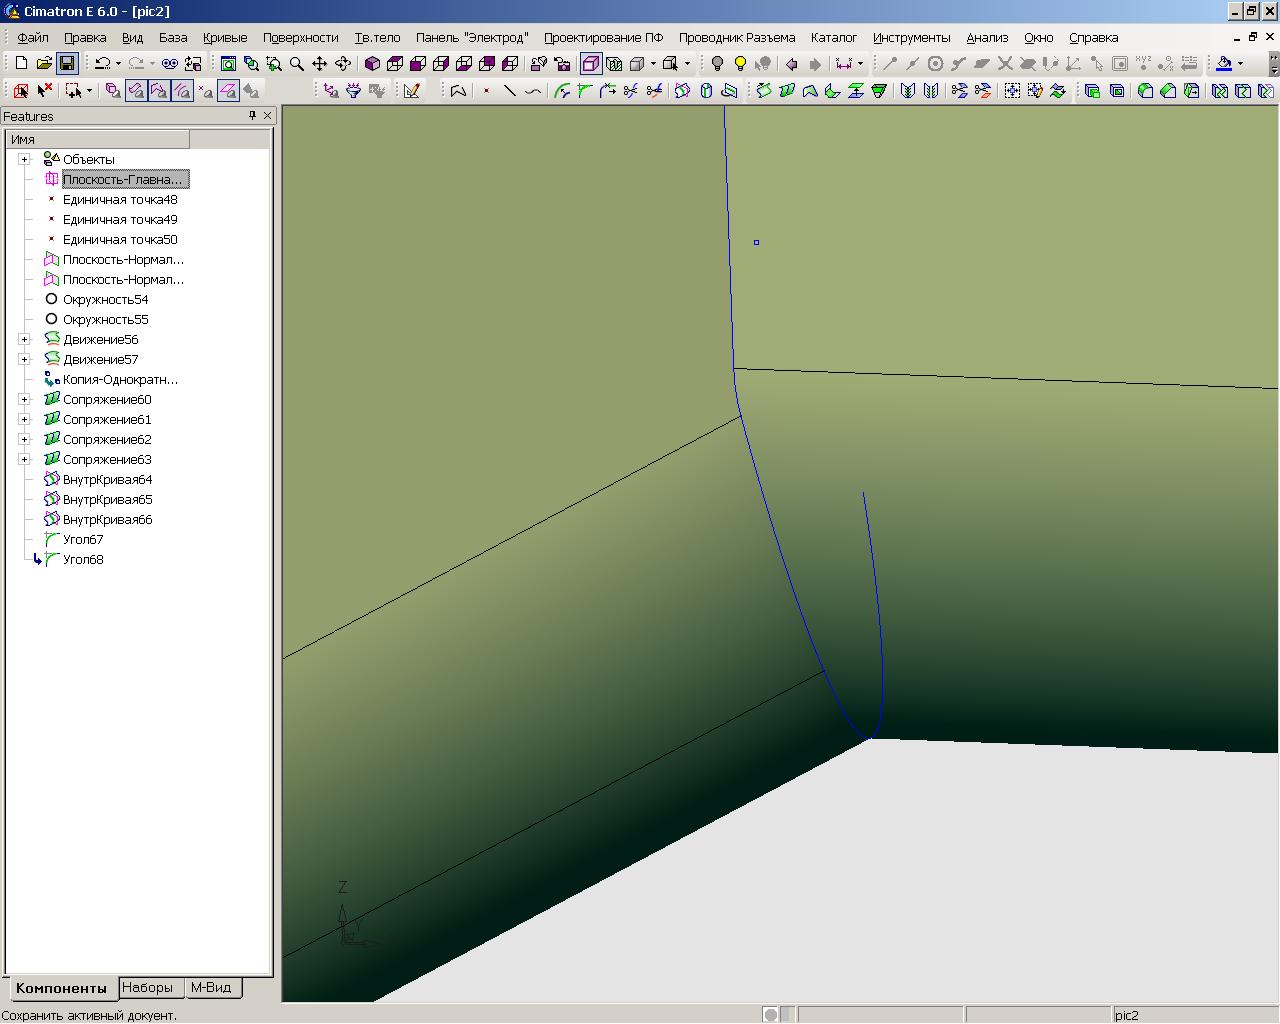 Cimatron E 6.0 - [pic2]
Файл Правка Вид База Кривые Поверхности Тв.тело Панель "Электрод" Проектирование ПФ Проводник Разъема Каталог Инструменты Анализ Окно Справка
Features
Имя
Объекты
Плоскость-Главна...
Единичная точка48
Единичная точка49
Единичная точка50
Плоскость-Нормал...
Плоскость-Нормал...
Окружность54
Окружность55
Движение56
Движение57
Копия-Однократн...
Сопряжение60
Сопряжение61
Сопряжение62
Сопряжение63
ВнутрКривая64
ВнутрКривая65
ВнутрКривая66
Угол67
Угол68
Z
Y
Компоненты Наборы М-Вид
Сохранить активный докуент. pic2